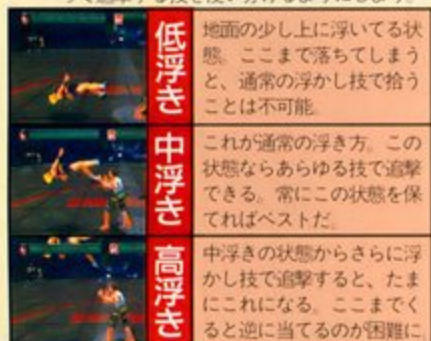 て追撃する技を使い分けるようにしよう。
低浮き
地面の少し上に浮いてる状
態。ここまで落ちてしまう
と、通常の浮かし技で拾う
ことは不可能。
中浮き
これが通常の浮き方。この
状態ならあらゆる技で追撃
できる。常にこの状態を保
てればベストだ。
高浮き
中浮きの状態からさらに浮
かし技で追撃すると、たま
にこれになる。ここまでく
ると逆に当てるのが困難に